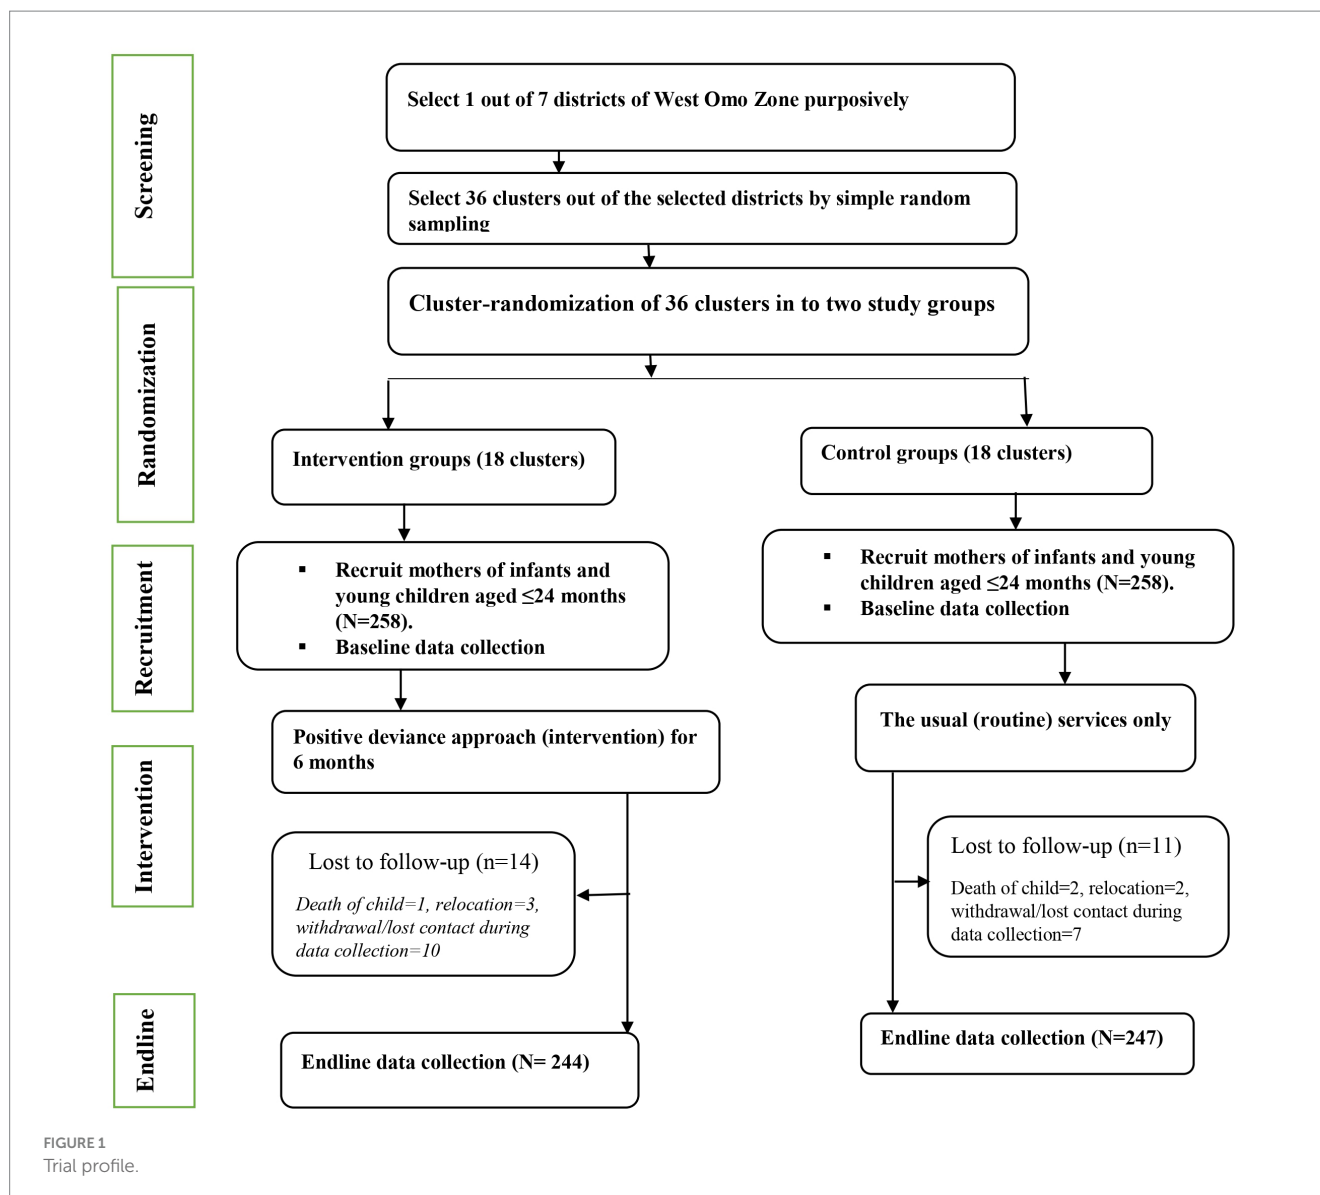 Screening
Select 1 out of 7 districts of West Omo Zone purposively
Select 36 clusters out of the selected districts by simple random
sampling
Randomization
Cluster-randomization of 36 clusters in to two study groups
Intervention groups (18 clusters)
Control groups (18 clusters)
Recruitment
▪ Recruit mothers of infants and
young children aged ≤24 months
(N=258).
▪ Baseline data collection
▪ Recruit mothers of infants and young
children aged ≤24 months (N=258).
▪ Baseline data collection
Intervention
Positive deviance approach (intervention) for
6 months
The usual (routine) services only
Lost to follow-up (n=14)
Death of child=1, relocation=3,
withdrawal/lost contact during
data collection=10
Lost to follow-up (n=11)
Death of child=2, relocation=2,
withdrawal/lost contact during
data collection=7
Endline
Endline data collection (N= 244)
Endline data collection (N=247)
FIGURE 1
Trial profile.